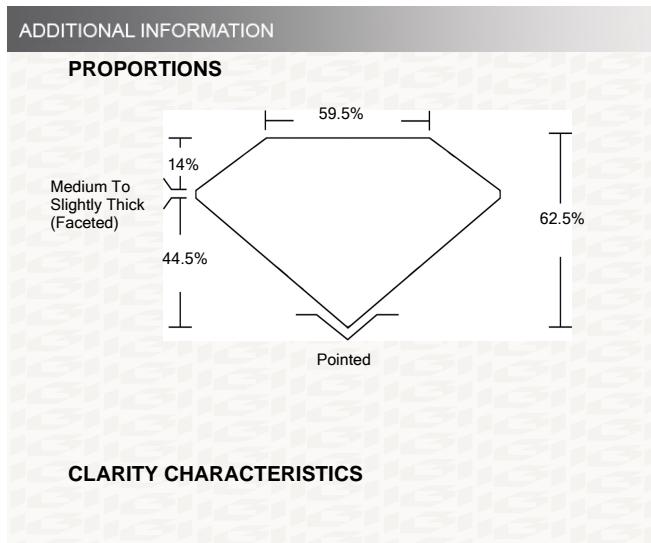 ADDITIONAL INFORMATION
PROPORTIONS
59.5%
14%
Medium To
Slightly Thick
(Faceted)
62.5%
44.5%
Pointed
CLARITY CHARACTERISTICS